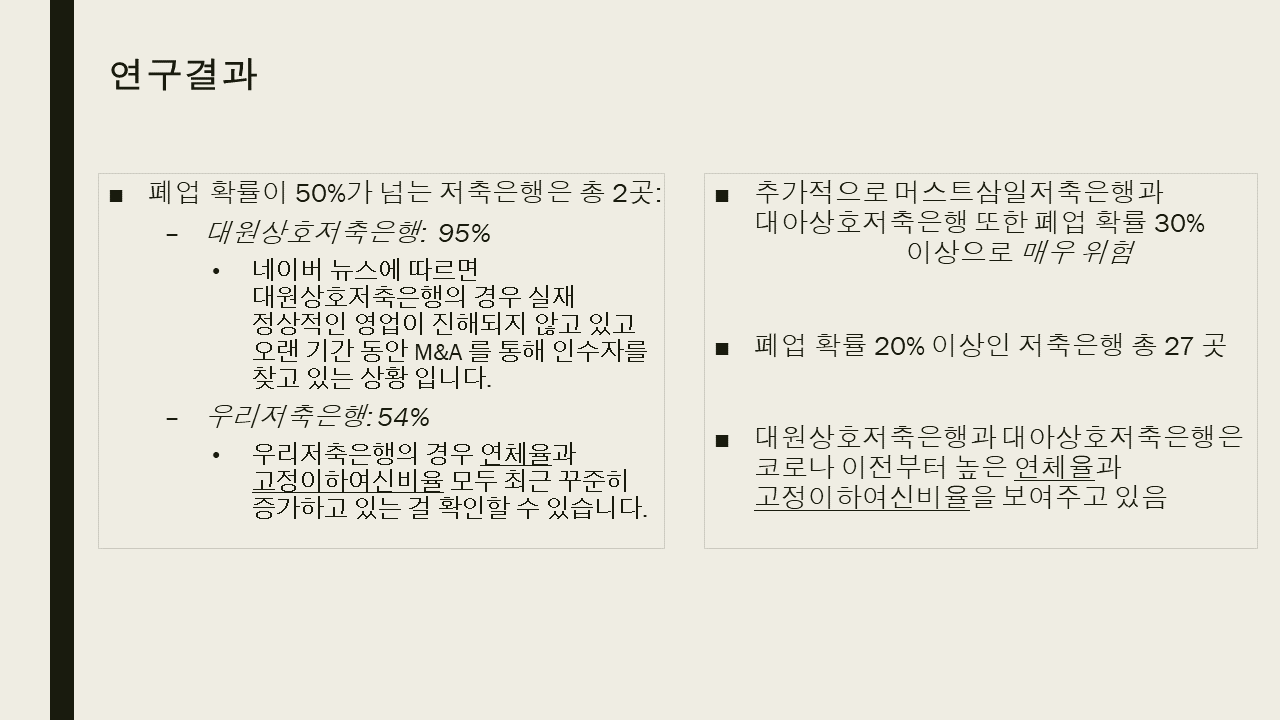 연구결과
■ 폐업 확률이 50%가 넘는 저축은행은 총 2곳:
– 대원상호저축은행: 95%
• 네이버 뉴스에 따르면
대원상호저축은행의 경우 실재
정상적인 영업이 진해되지 않고 있고
오랜 기간 동안 M&A 를 통해 인수자를
찾고 있는 상황 입니다.
– 우리저축은행: 54%
• 우리저축은행의 경우 연체율과
고정이하여신비율 모두 최근 꾸준히
증가하고 있는 걸 확인할 수 있습니다.
■ 추가적으로 머스트삼일저축은행과
대아상호저축은행 또한 폐업 확률 30%
이상으로 매우 위험
■ 폐업 확률 20% 이상인 저축은행 총 27 곳
■ 대원상호저축은행과 대아상호저축은행은
코로나 이전부터 높은 연체율과
고정이하여신비율을 보여주고 있음